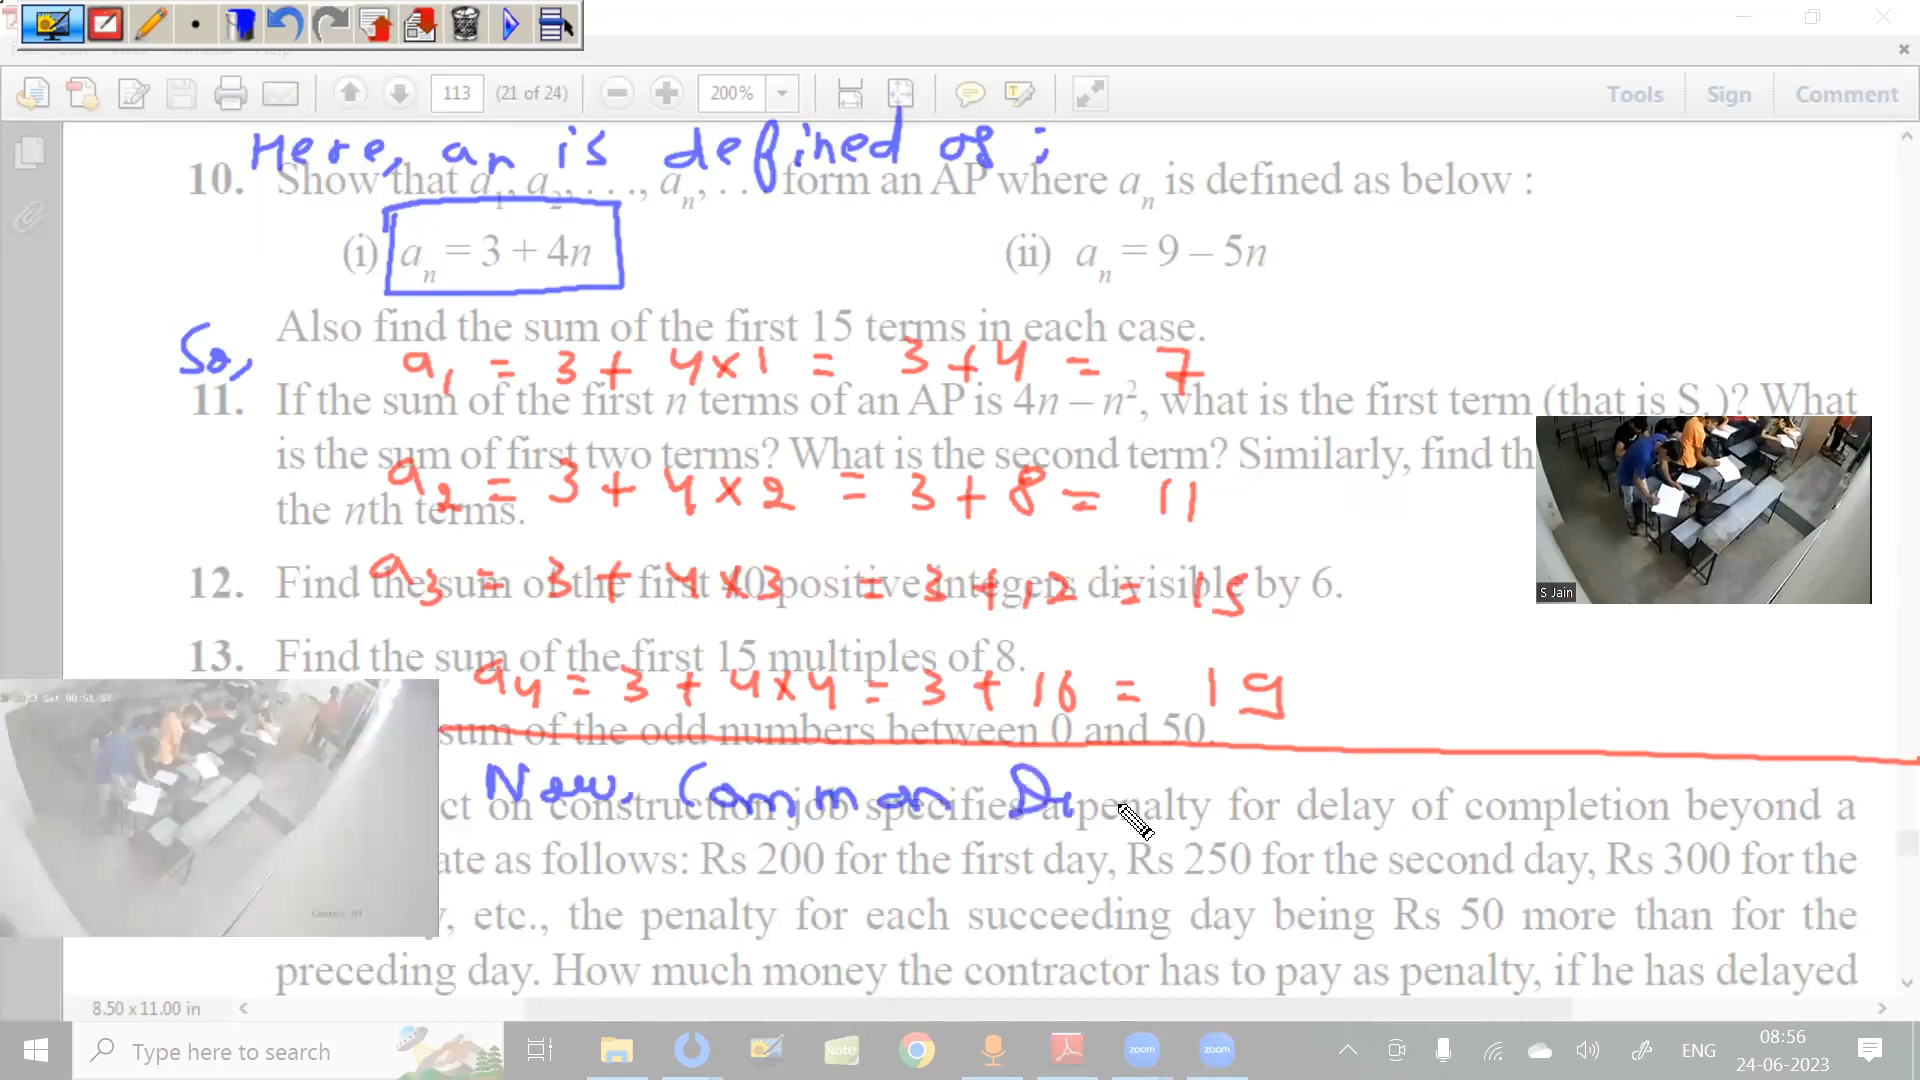 113 (21 of 24) 200% Tools Sign Comment
Here, an is defined as :
10. Show that a1, a2, . . ., an, . . form an AP where an is defined as below :
(i) an = 3 + 4n (ii) an = 9 – 5n
Also find the sum of the first 15 terms in each case.
So, a1 = 3 + 4×1 = 3+4 = 7
11. If the sum of the first n terms of an AP is 4n – n², what is the first term (that is S1)? What
is the sum of first two terms? What is the second term? Similarly, find th
a2 = 3 + 4 × 2 = 3 + 8 = 11
the nth terms.
a3 = 3 + 4×3 = 3 + 12 = 15
12. Find the sum of the first 40 positive integers divisible by 6.
13. Find the sum of the first 15 multiples of 8.
a4 = 3 + 4×4 = 3 + 16 = 19
sum of the odd numbers between 0 and 50.
Now, Common Di
ct on construction job specifies a penalty for delay of completion beyond a
ate as follows: Rs 200 for the first day, Rs 250 for the second day, Rs 300 for the
y, etc., the penalty for each succeeding day being Rs 50 more than for the
preceding day. How much money the contractor has to pay as penalty, if he has delayed
S Jain
8.50 x 11.00 in
Type here to search
Note
zoom
zoom
ENG
08:56
24-06-2023